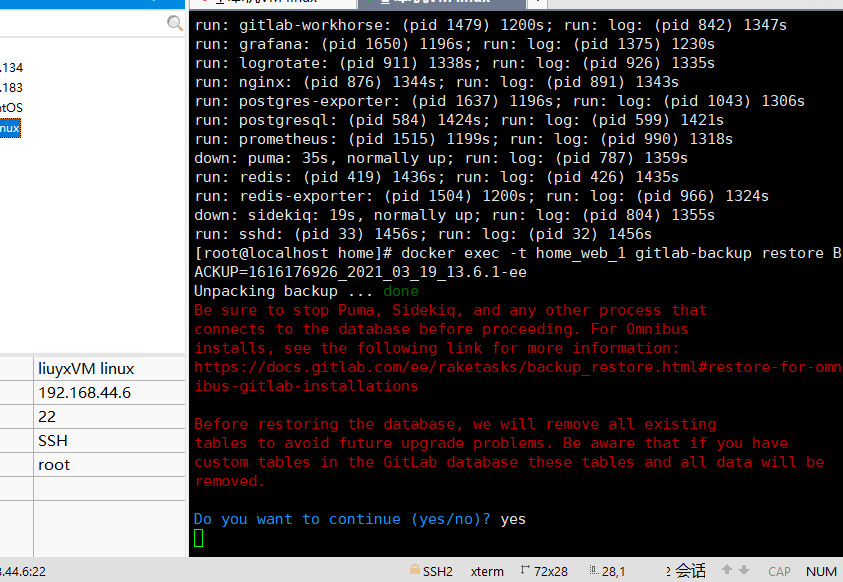 .134
.183
ntOS
nux
liuyxVM linux
192.168.44.6
22
SSH
root
run: gitlab-workhorse: (pid 1479) 1200s; run: log: (pid 842) 1347s
run: grafana: (pid 1650) 1196s; run: log: (pid 1375) 1230s
run: logrotate: (pid 911) 1338s; run: log: (pid 926) 1335s
run: nginx: (pid 876) 1344s; run: log: (pid 891) 1343s
run: postgres-exporter: (pid 1637) 1196s; run: log: (pid 1043) 1306s
run: postgresql: (pid 584) 1424s; run: log: (pid 599) 1421s
run: prometheus: (pid 1515) 1199s; run: log: (pid 990) 1318s
down: puma: 35s, normally up; run: log: (pid 787) 1359s
run: redis: (pid 419) 1436s; run: log: (pid 426) 1435s
run: redis-exporter: (pid 1504) 1200s; run: log: (pid 966) 1324s
down: sidekiq: 19s, normally up; run: log: (pid 804) 1355s
run: sshd: (pid 33) 1456s; run: log: (pid 32) 1456s
[root@localhost home]# docker exec -t home_web_1 gitlab-backup restore B
ACKUP=1616176926_2021_03_19_13.6.1-ee
Unpacking backup ... done
Be sure to stop Puma, Sidekiq, and any other process that
connects to the database before proceeding. For Omnibus
installs, see the following link for more information:
https://docs.gitlab.com/ee/raketasks/backup_restore.html#restore-for-omn
ibus-gitlab-installations
Before restoring the database, we will remove all existing
tables to avoid future upgrade problems. Be aware that if you have
custom tables in the GitLab database these tables and all data will be
removed.
Do you want to continue (yes/no)? yes
.44.6:22
SSH2
xterm
72x28
28,1
2 会话
CAP
NUM